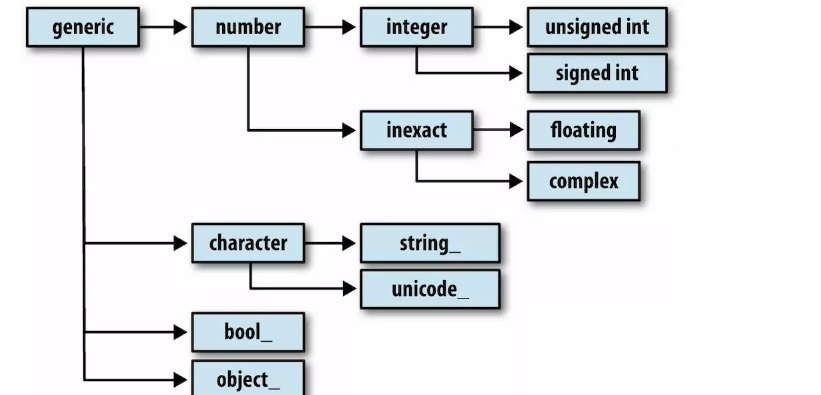 generic
number
integer
unsigned int
signed int
inexact
floating
complex
character
string_
unicode_
bool_
object_